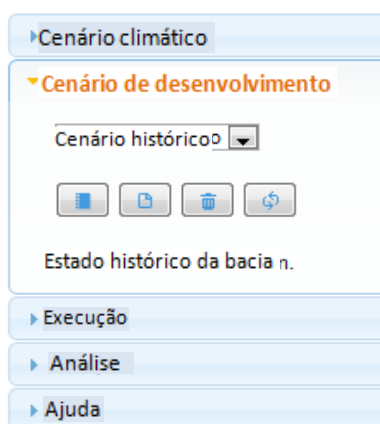 Cenário climático
Cenário de desenvolvimento
Cenário histórico
Estado histórico da bacia n.
Execução
Análise
Ajuda